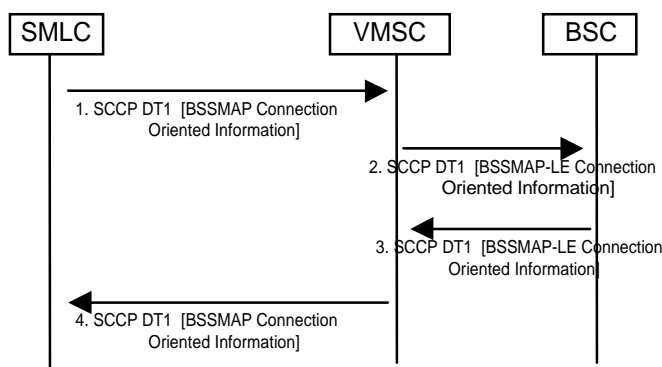 SMLC VMSC BSC
1. SCCP DT1 [BSSMAP Connection
Oriented Information]
2. SCCP DT1 [BSSMAP-LE Connection
Oriented Information]
3. SCCP DT1 [BSSMAP-LE Connection
Oriented Information]
4. SCCP DT1 [BSSMAP Connection
Oriented Information]